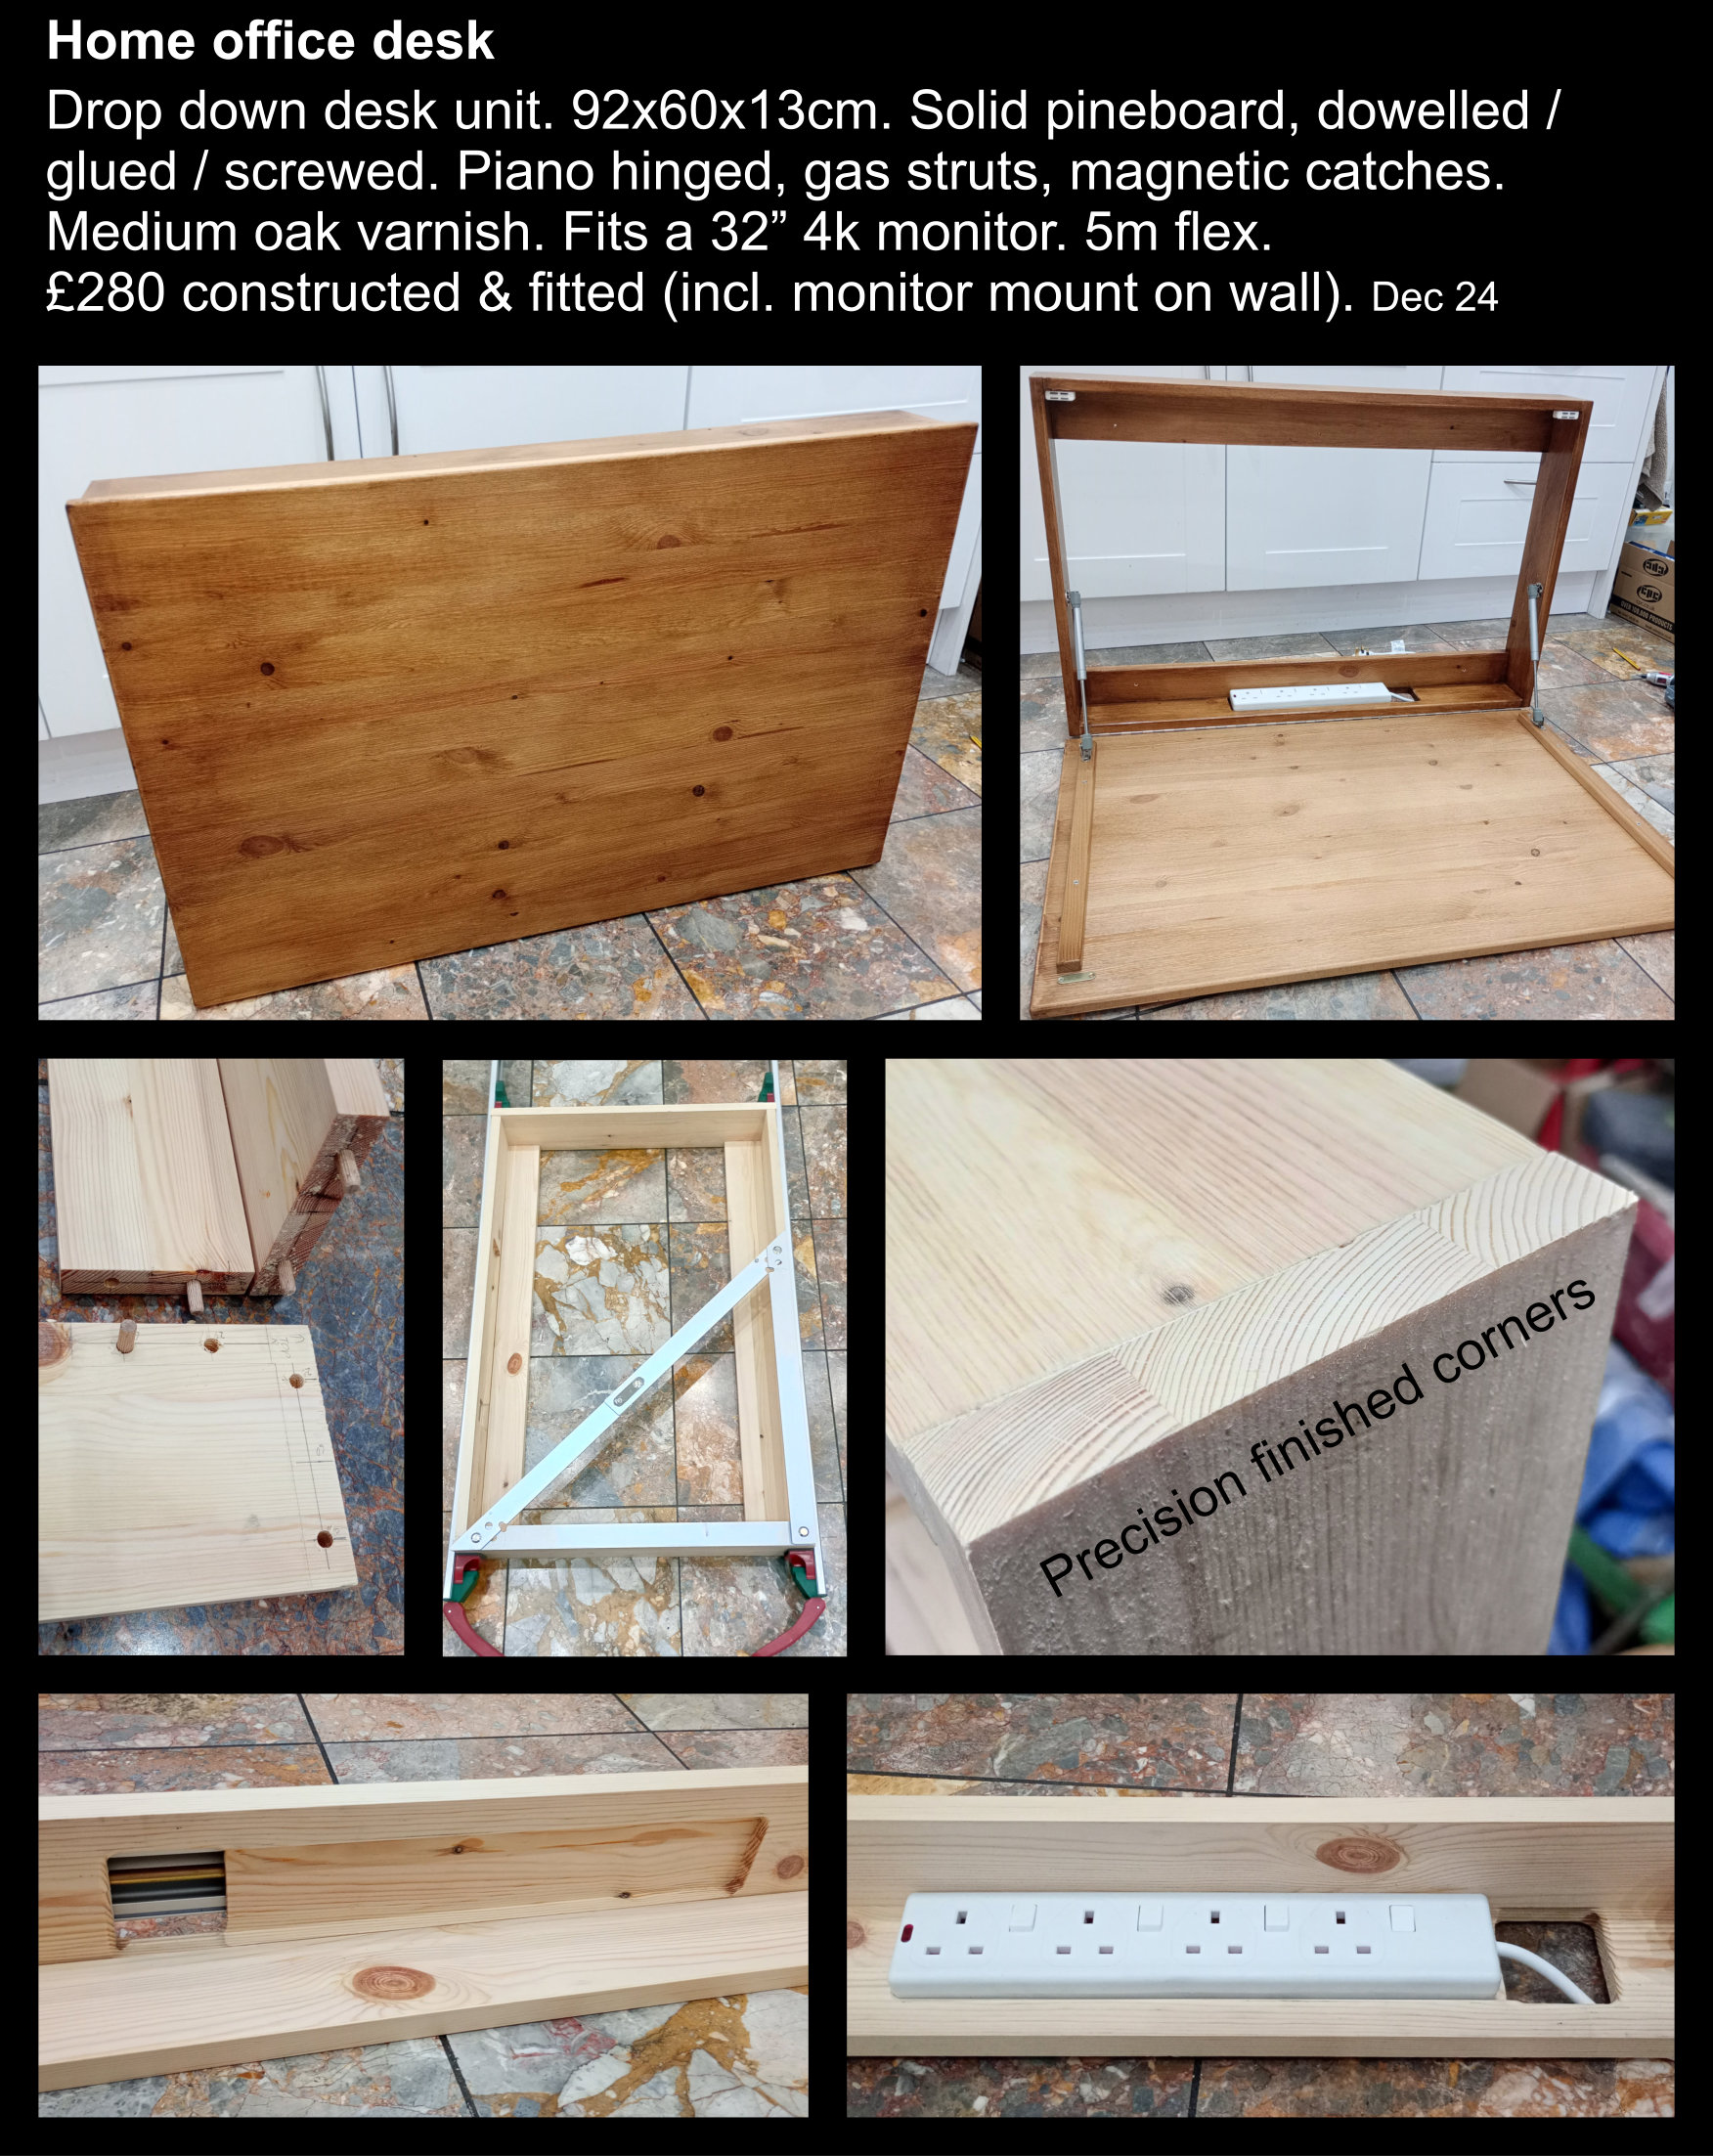 Home office desk
Drop down desk unit. 92x60x13cm. Solid pineboard, dowelled /
glued / screwed. Piano hinged, gas struts, magnetic catches.
Medium oak varnish. Fits a 32” 4k monitor. 5m flex.
£280 constructed & fitted (incl. monitor mount on wall). Dec 24
cpc
cpc
Precision finished corners